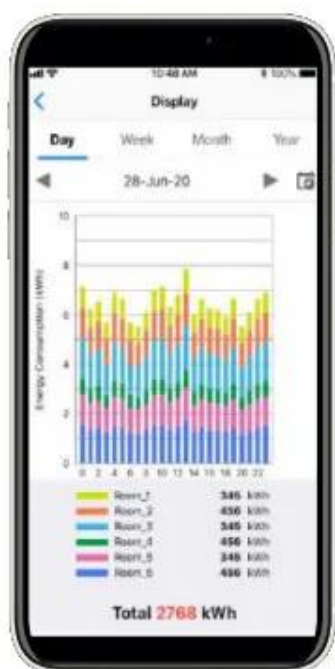 10:48 AM 100%
Display
Day Week Month Year
28-Jun-20
Energy Consumption (kWh)
10
8
6
4
2
0
0 2 4 6 8 10 12 14 16 18 20 22
Room_1 345 kWh
Room_2 456 kWh
Room_3 345 kWh
Room_4 456 kWh
Room_5 345 kWh
Room_6 456 kWh
Total 2768 kWh